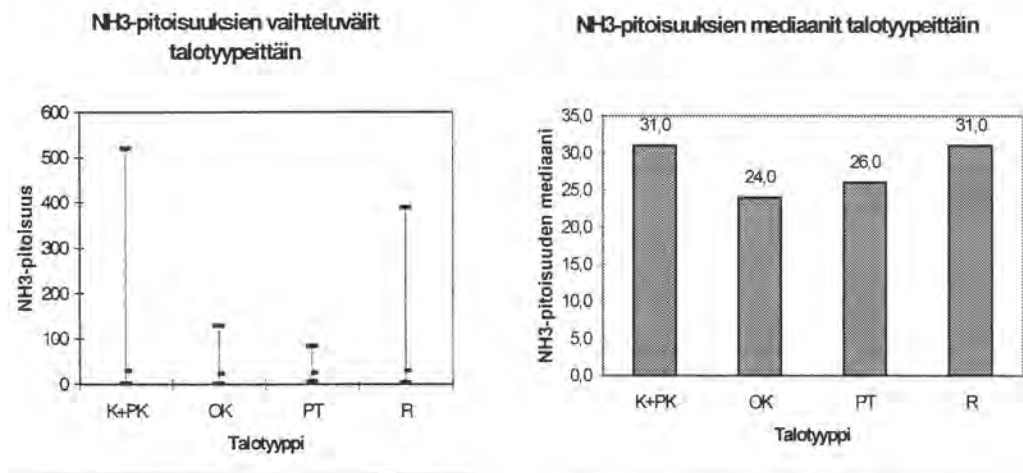 NH3-pitoisuuksien vaihteluvälit
talotyypeittäin
600
500
400
300
200
100
0
NH3-pitoisuus
K+PK
OK
PT
R
Talotyyppi
NH3-pitoisuuksien mediaanit talotyypeittäin
35,0
30,0
25,0
20,0
15,0
10,0
5,0
0,0
NH3-pitoisuuden mediaani
31,0
24,0
26,0
31,0
K+PK
OK
PT
R
Talotyyppi